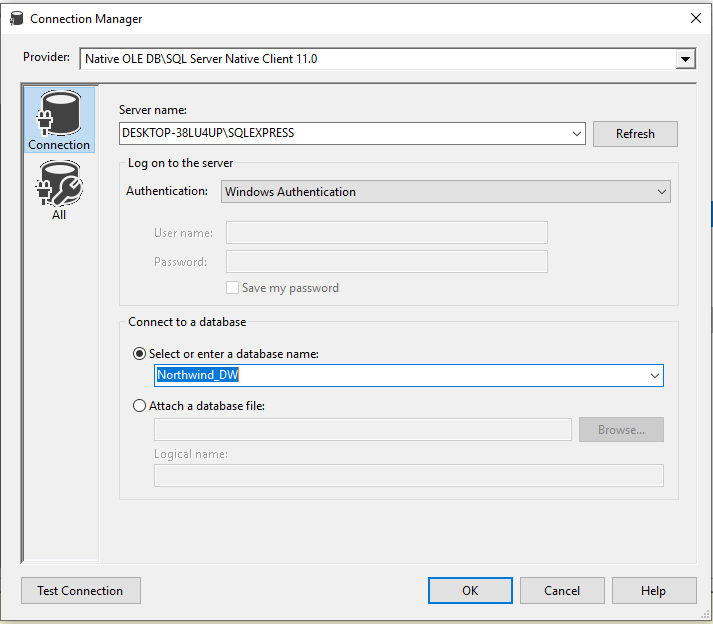 Connection Manager
Provider: Native OLE DB\SQL Server Native Client 11.0
Connection
All
Server name:
DESKTOP-38LU4UP\SQLEXPRESS Refresh
Log on to the server
Authentication: Windows Authentication
User name:
Password:
Save my password
Connect to a database
Select or enter a database name:
Northwind_DW
Attach a database file:
Browse...
Logical name:
Test Connection OK Cancel Help